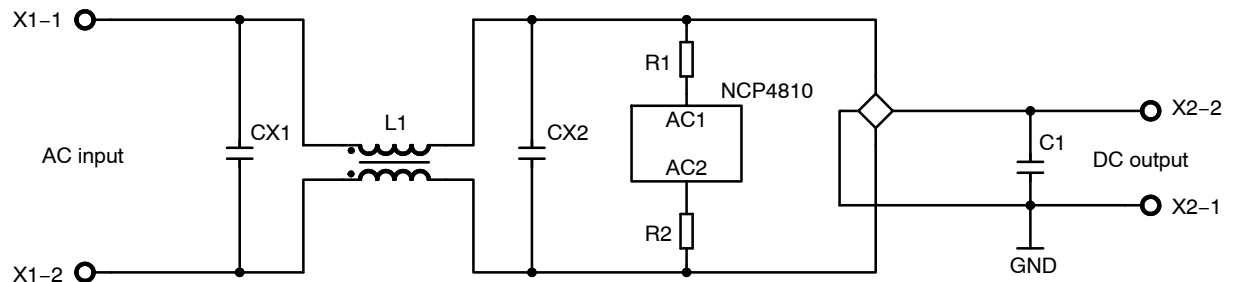 X1−1
R1
NCP4810
AC1
X2−2
CX1
L1
CX2
C1
AC input
DC output
AC2
X2−1
R2
GND
X1−2